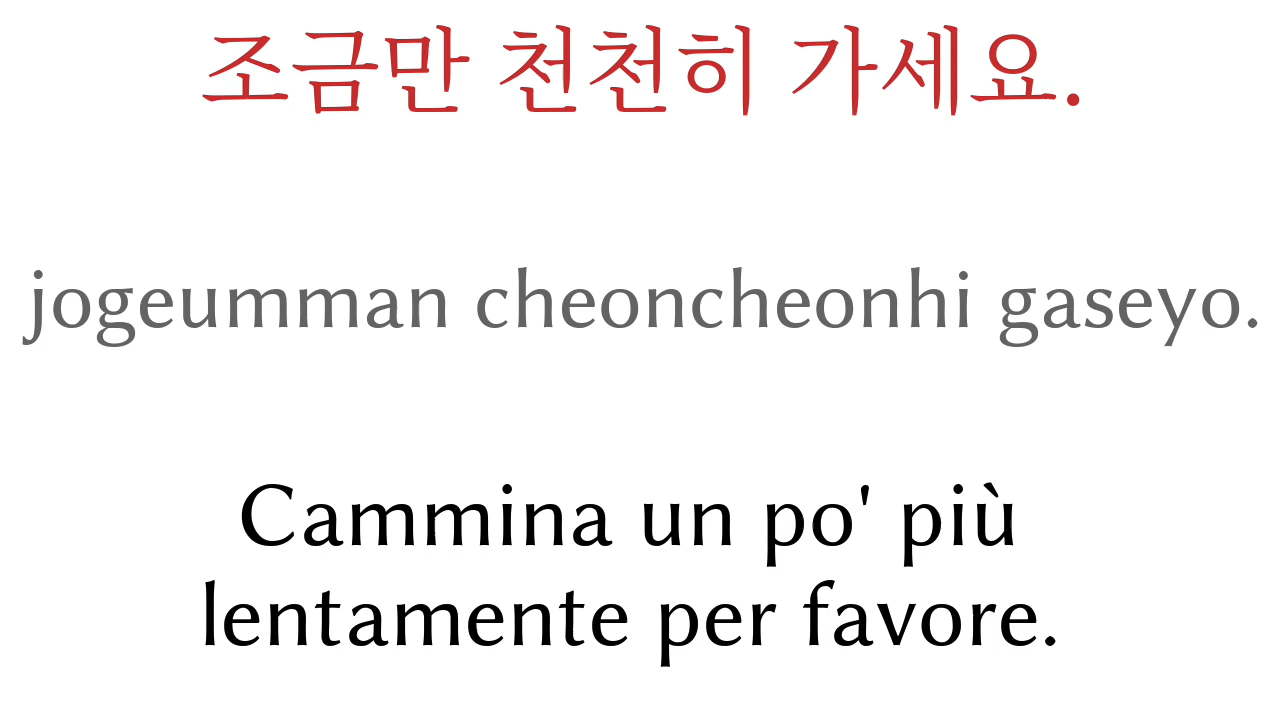 조금만 천천히 가세요.
jogeumman cheoncheonhi gaseyo.
Cammina un po' più
lentamente per favore.